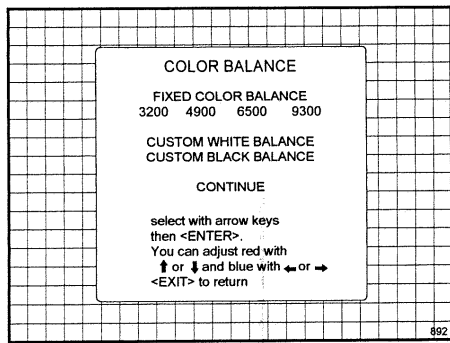 COLOR BALANCE
FIXED COLOR BALANCE
3200 4900 6500 9300
CUSTOM WHITE BALANCE
CUSTOM BLACK BALANCE
CONTINUE
select with arrow keys
then <ENTER>.
You can adjust red with
↑ or ↓ and blue with ← or →
<EXIT> to return
892